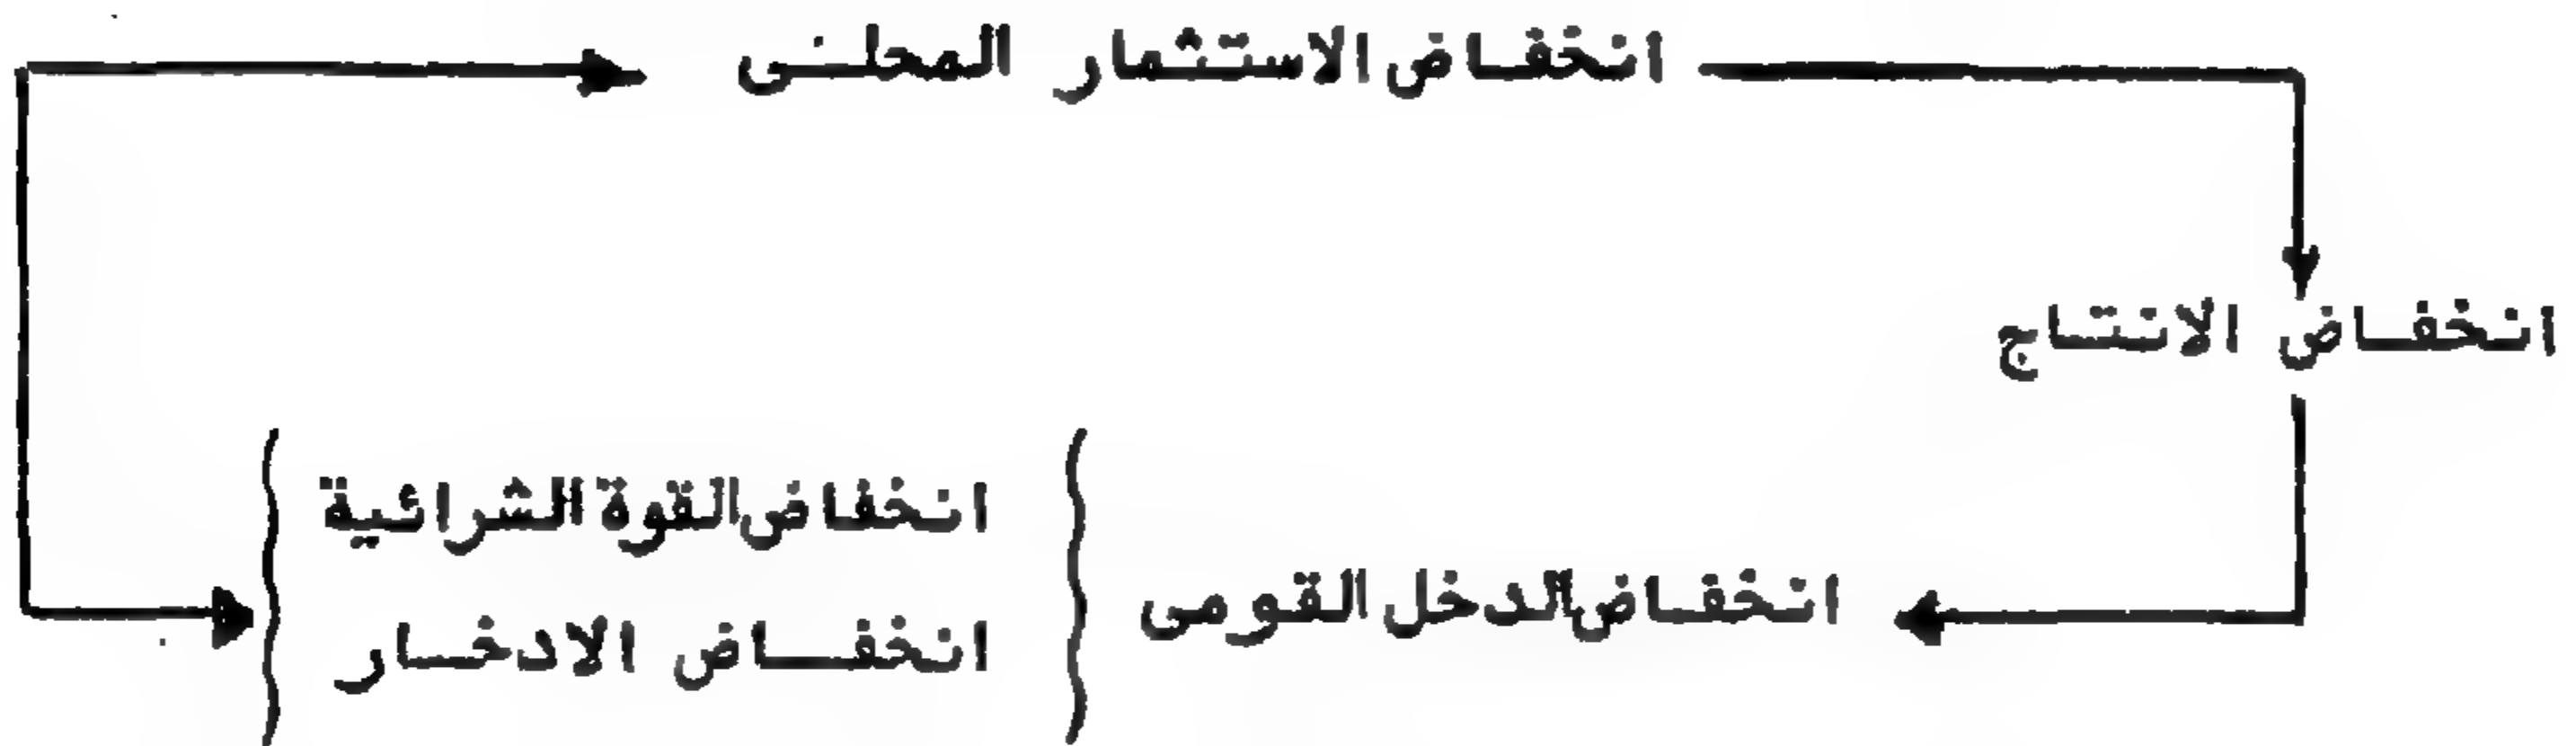 انخفاض الاستثمار المحلى
انخفاض الانتاج
انخفاض القوة الشرائية
انخفاض الدخل القومى
انخفاض الادخار